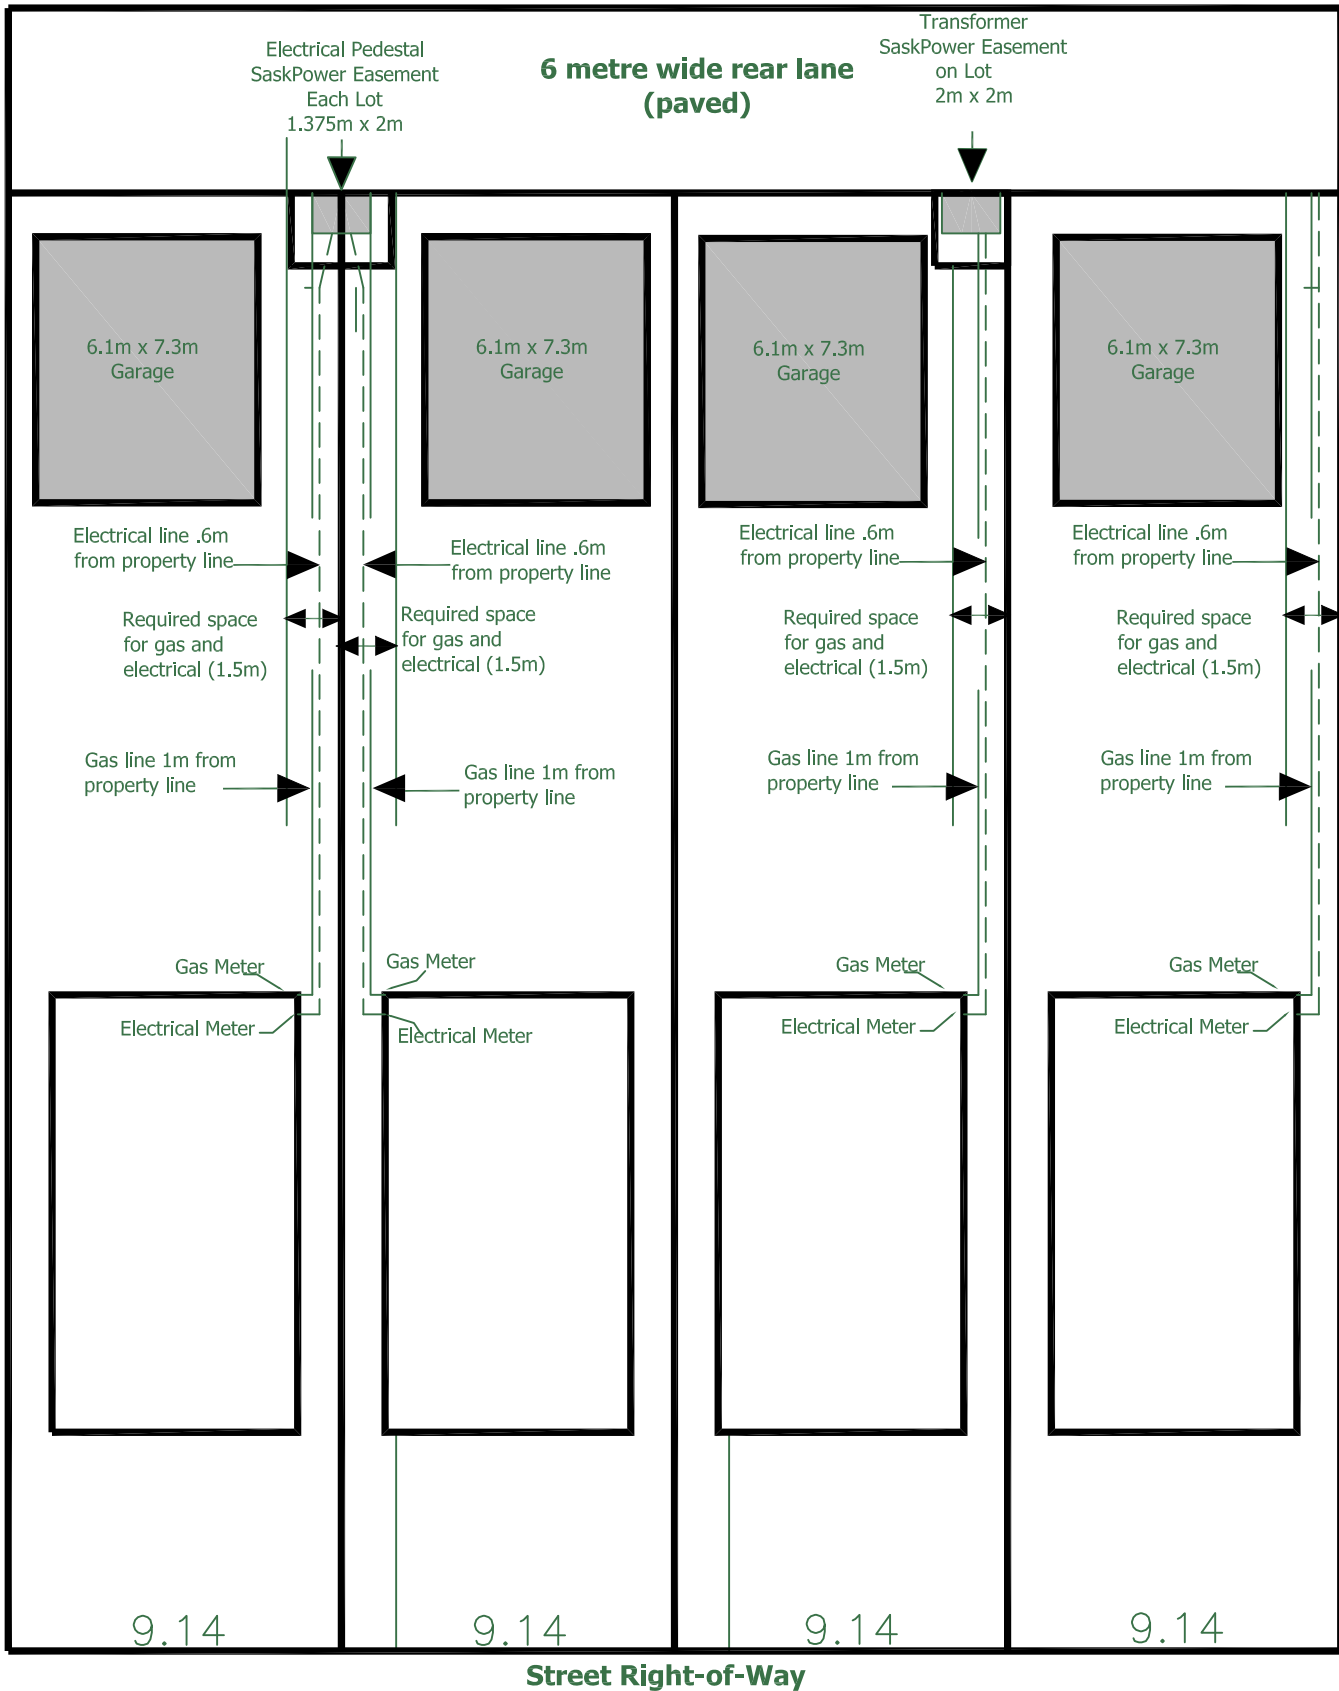 Electrical Pedestal
SaskPower Easement
Each Lot
1.375m x 2m
6 metre wide rear lane
(paved)
Transformer
SaskPower Easement
on Lot
2m x 2m
6.1m x 7.3m
Garage
6.1m x 7.3m
Garage
6.1m x 7.3m
Garage
6.1m x 7.3m
Garage
Electrical line .6m
from property line
Electrical line .6m
from property line
Electrical line .6m
from property line
Electrical line .6m
from property line
Required space
for gas and
electrical (1.5m)
Required space
for gas and
electrical (1.5m)
Required space
for gas and
electrical (1.5m)
Required space
for gas and
electrical (1.5m)
Gas line 1m from
property line
Gas line 1m from
property line
Gas line 1m from
property line
Gas line 1m from
property line
Gas Meter
Gas Meter
Gas Meter
Gas Meter
Electrical Meter
Electrical Meter
Electrical Meter
Electrical Meter
9.14
9.14
9.14
9.14
Street Right-of-Way